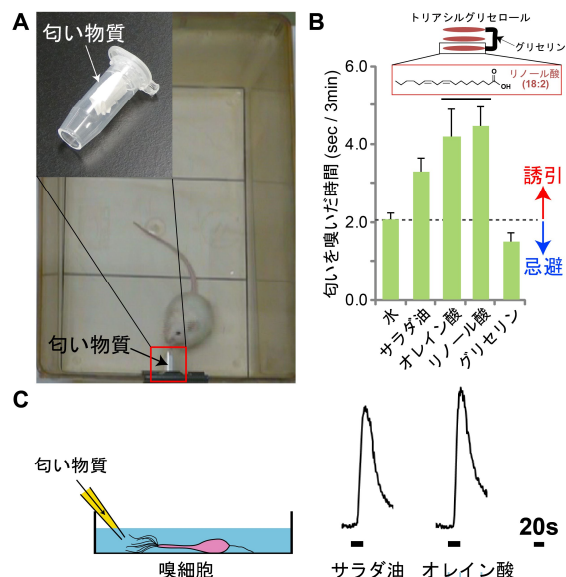 A
匂い物質
匂い物質
B
トリアシルグリセロール
グリセリン
O
OH
リノール酸
(18:2)
匂いを嗅いだ時間 (sec / 3min)
6.0
4.0
2.0
0.0
誘引
忌避
水
サラダ油
オレイン酸
リノール酸
グリセリン
C
匂い物質
嗅細胞
サラダ油
オレイン酸
20s